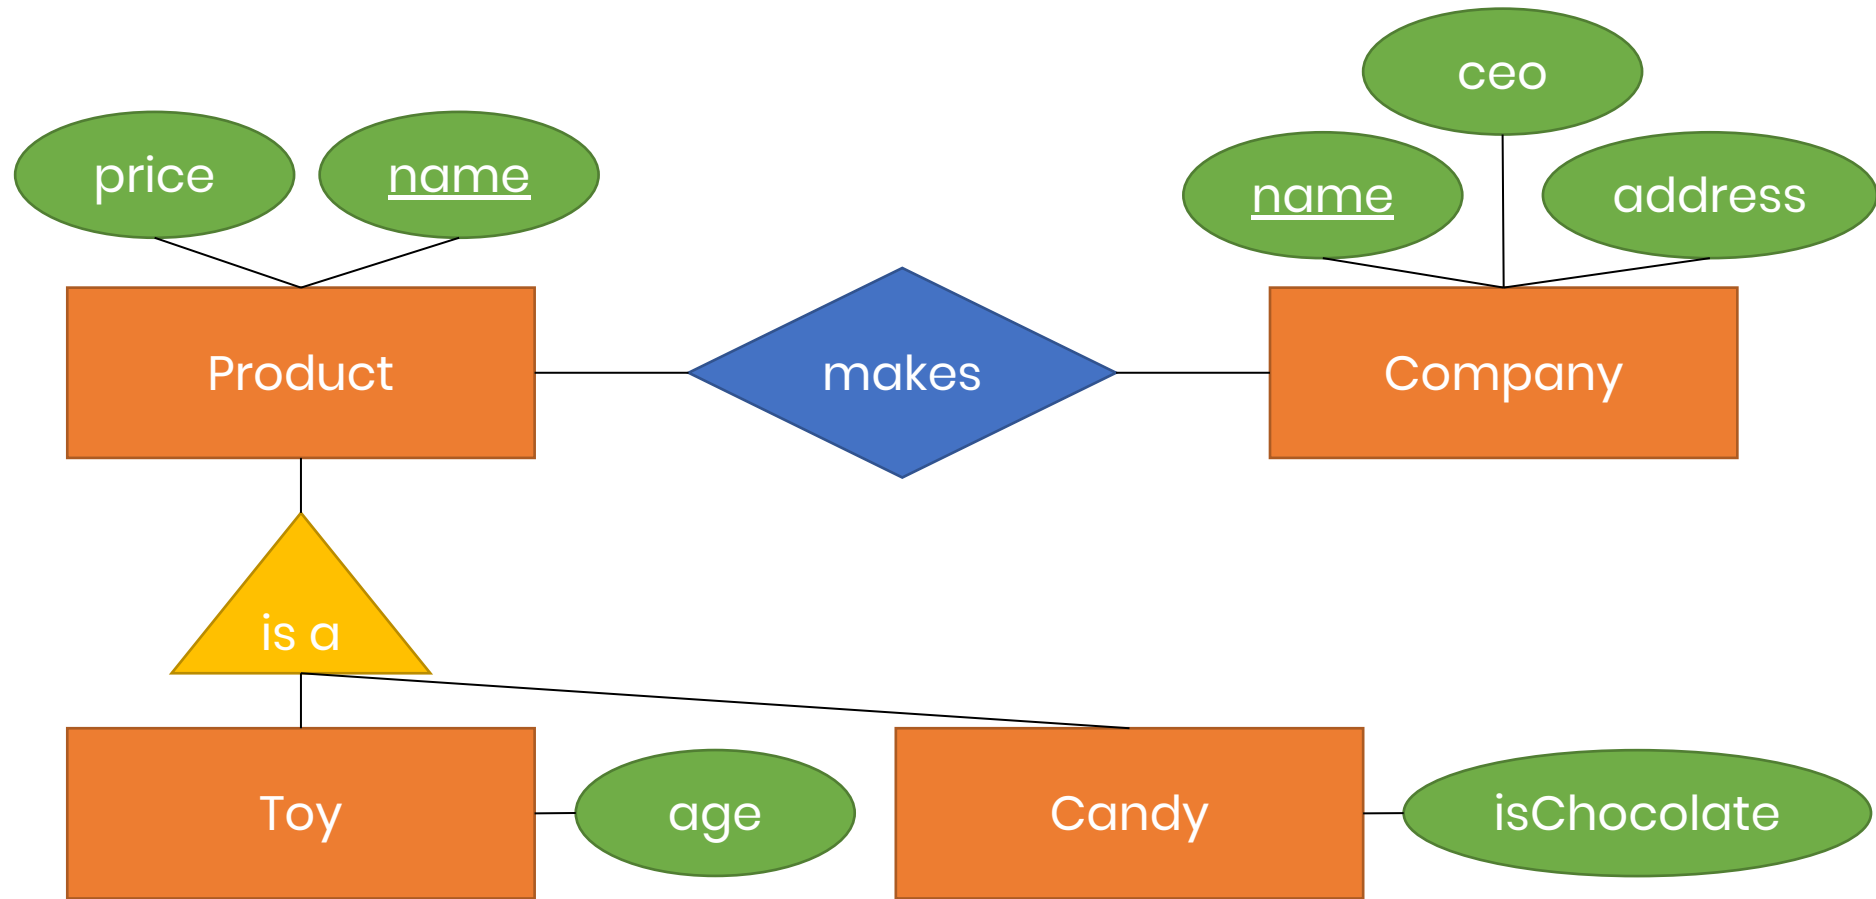 ceo
price
name
name
address
Product
makes
Company
is a
Toy
age
Candy
isChocolate